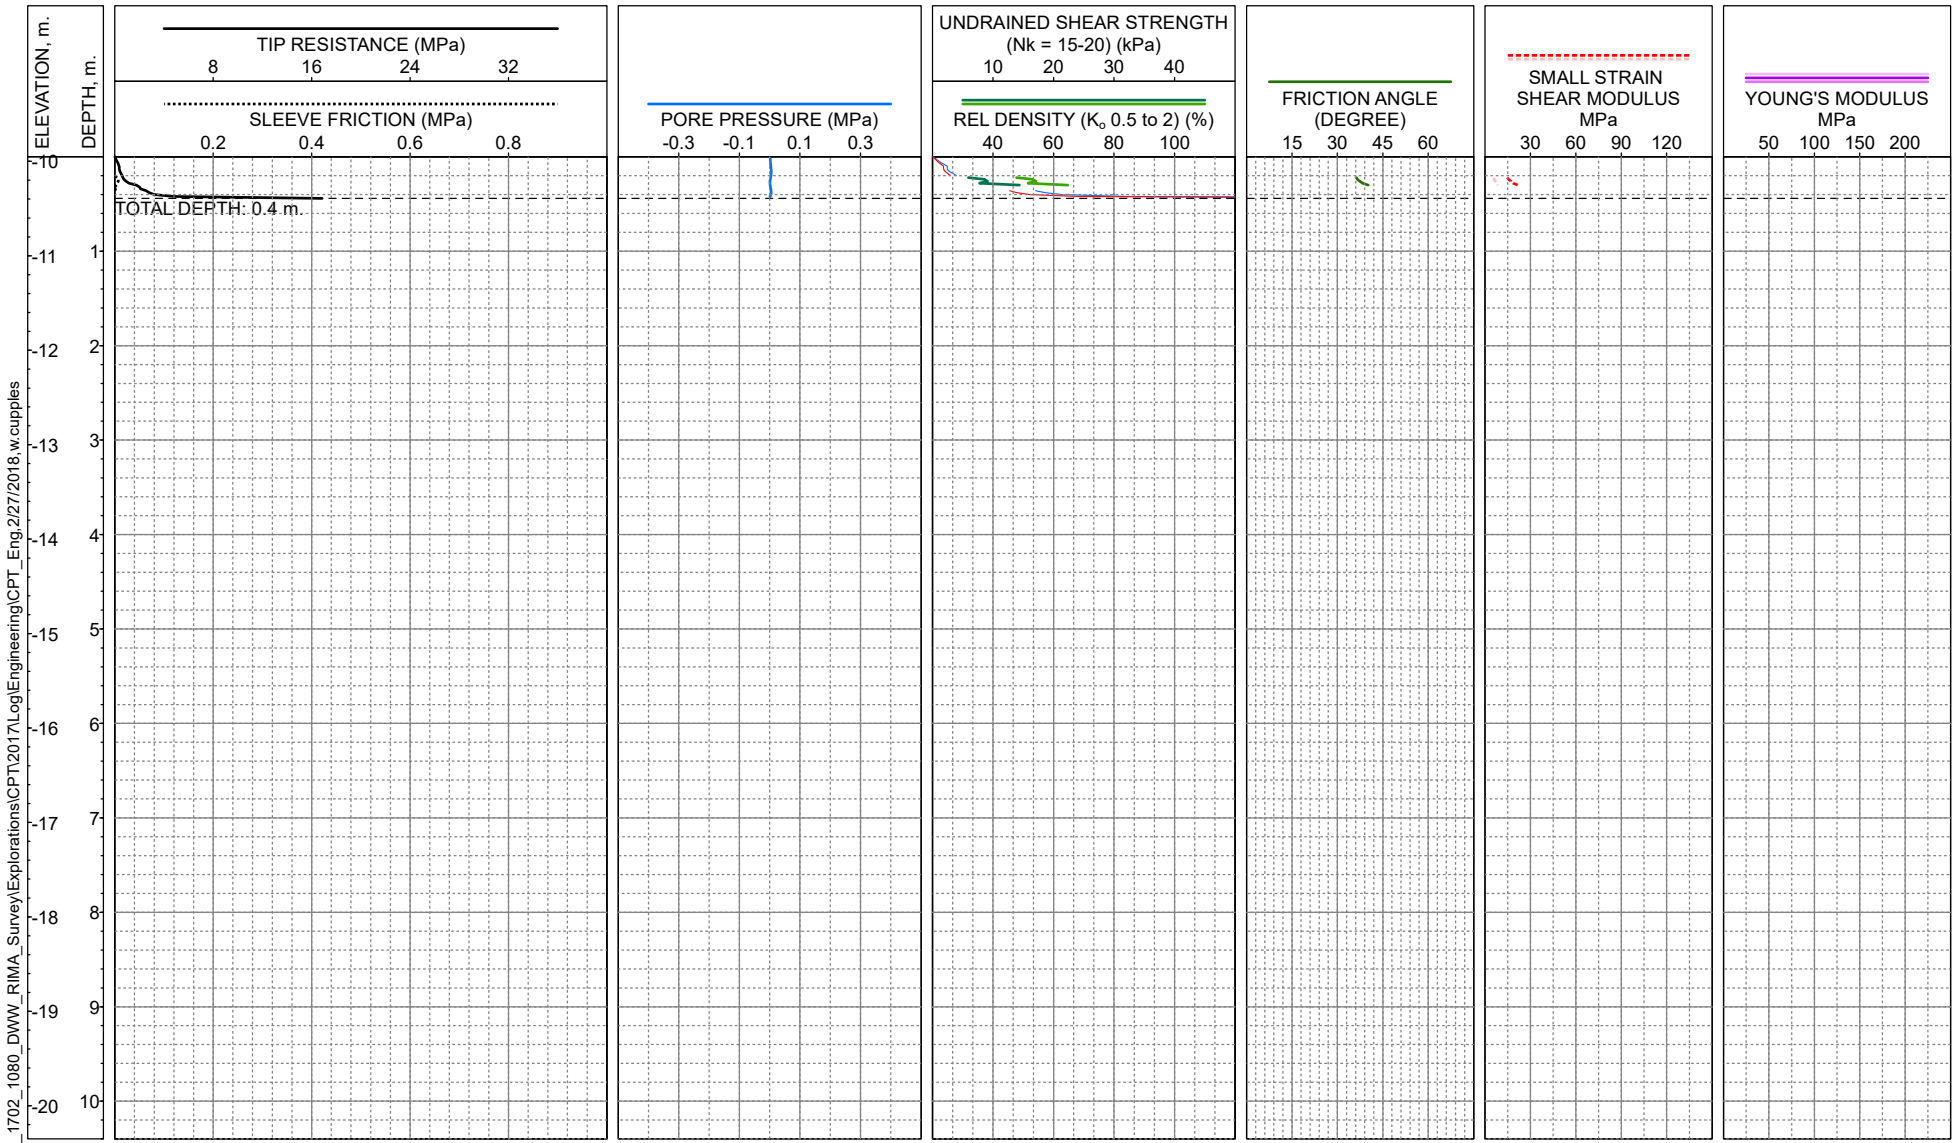 ELEVATION, m.
DEPTH, m.
TIP RESISTANCE (MPa)
8 16 24 32
SLEEVE FRICTION (MPa)
0.2 0.4 0.6 0.8
PORE PRESSURE (MPa)
-0.3 -0.1 0.1 0.3
UNDRAINED SHEAR STRENGTH
(Nk = 15-20) (kPa)
10 20 30 40
REL DENSITY (Ko 0.5 to 2) (%)
40 60 80 100
FRICTION ANGLE
(DEGREE)
15 30 45 60
SMALL STRAIN
SHEAR MODULUS
MPa
30 60 90 120
YOUNG'S MODULUS
MPa
50 100 150 200
-10
TOTAL DEPTH: 0.4 m.
1
-11
2
-12
3
-13
4
-14
5
-15
6
-16
7
-17
8
-18
9
-19
10
-20
_1702_1080_DWW_RIMA_Survey\Explorations\CPT\2017\Log\Engineering\CPT_Eng,2/27/2018,w.cupples